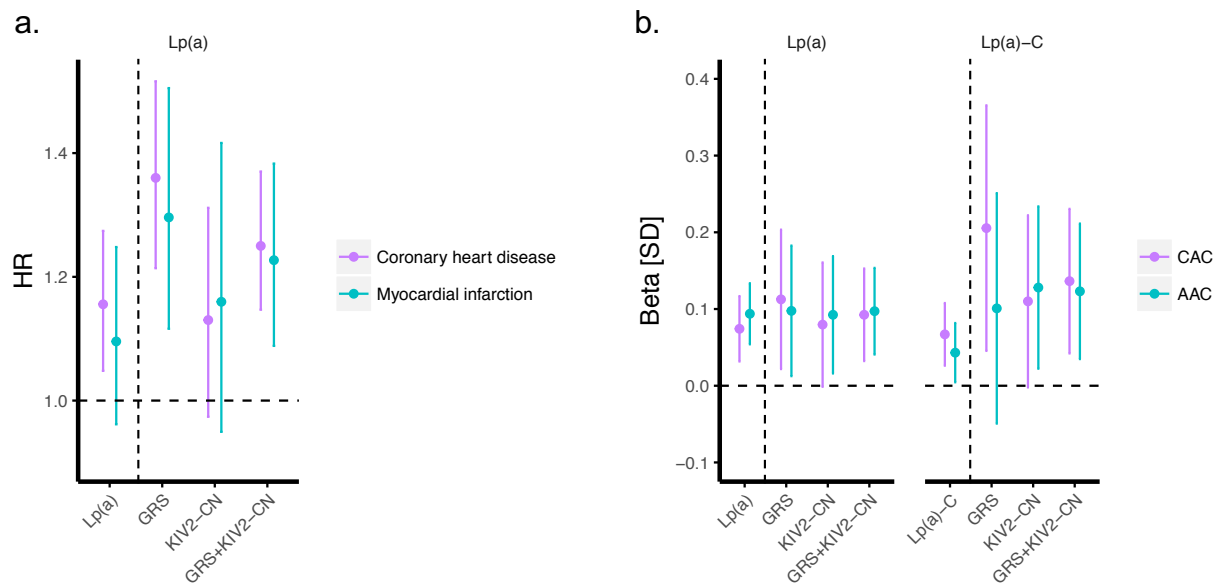 a.
Lp(a)
HR
1.4
1.2
1.0
Lp(a)
GRS
KIV2−CN
GRS+KIV2−CN
Coronary heart disease
Myocardial infarction
b.
Lp(a)
Lp(a)−C
Beta [SD]
0.4
0.3
0.2
0.1
0.0
−0.1
Lp(a)
GRS
KIV2−CN
GRS+KIV2−CN
Lp(a)−C
GRS
KIV2−CN
GRS+KIV2−CN
CAC
AAC